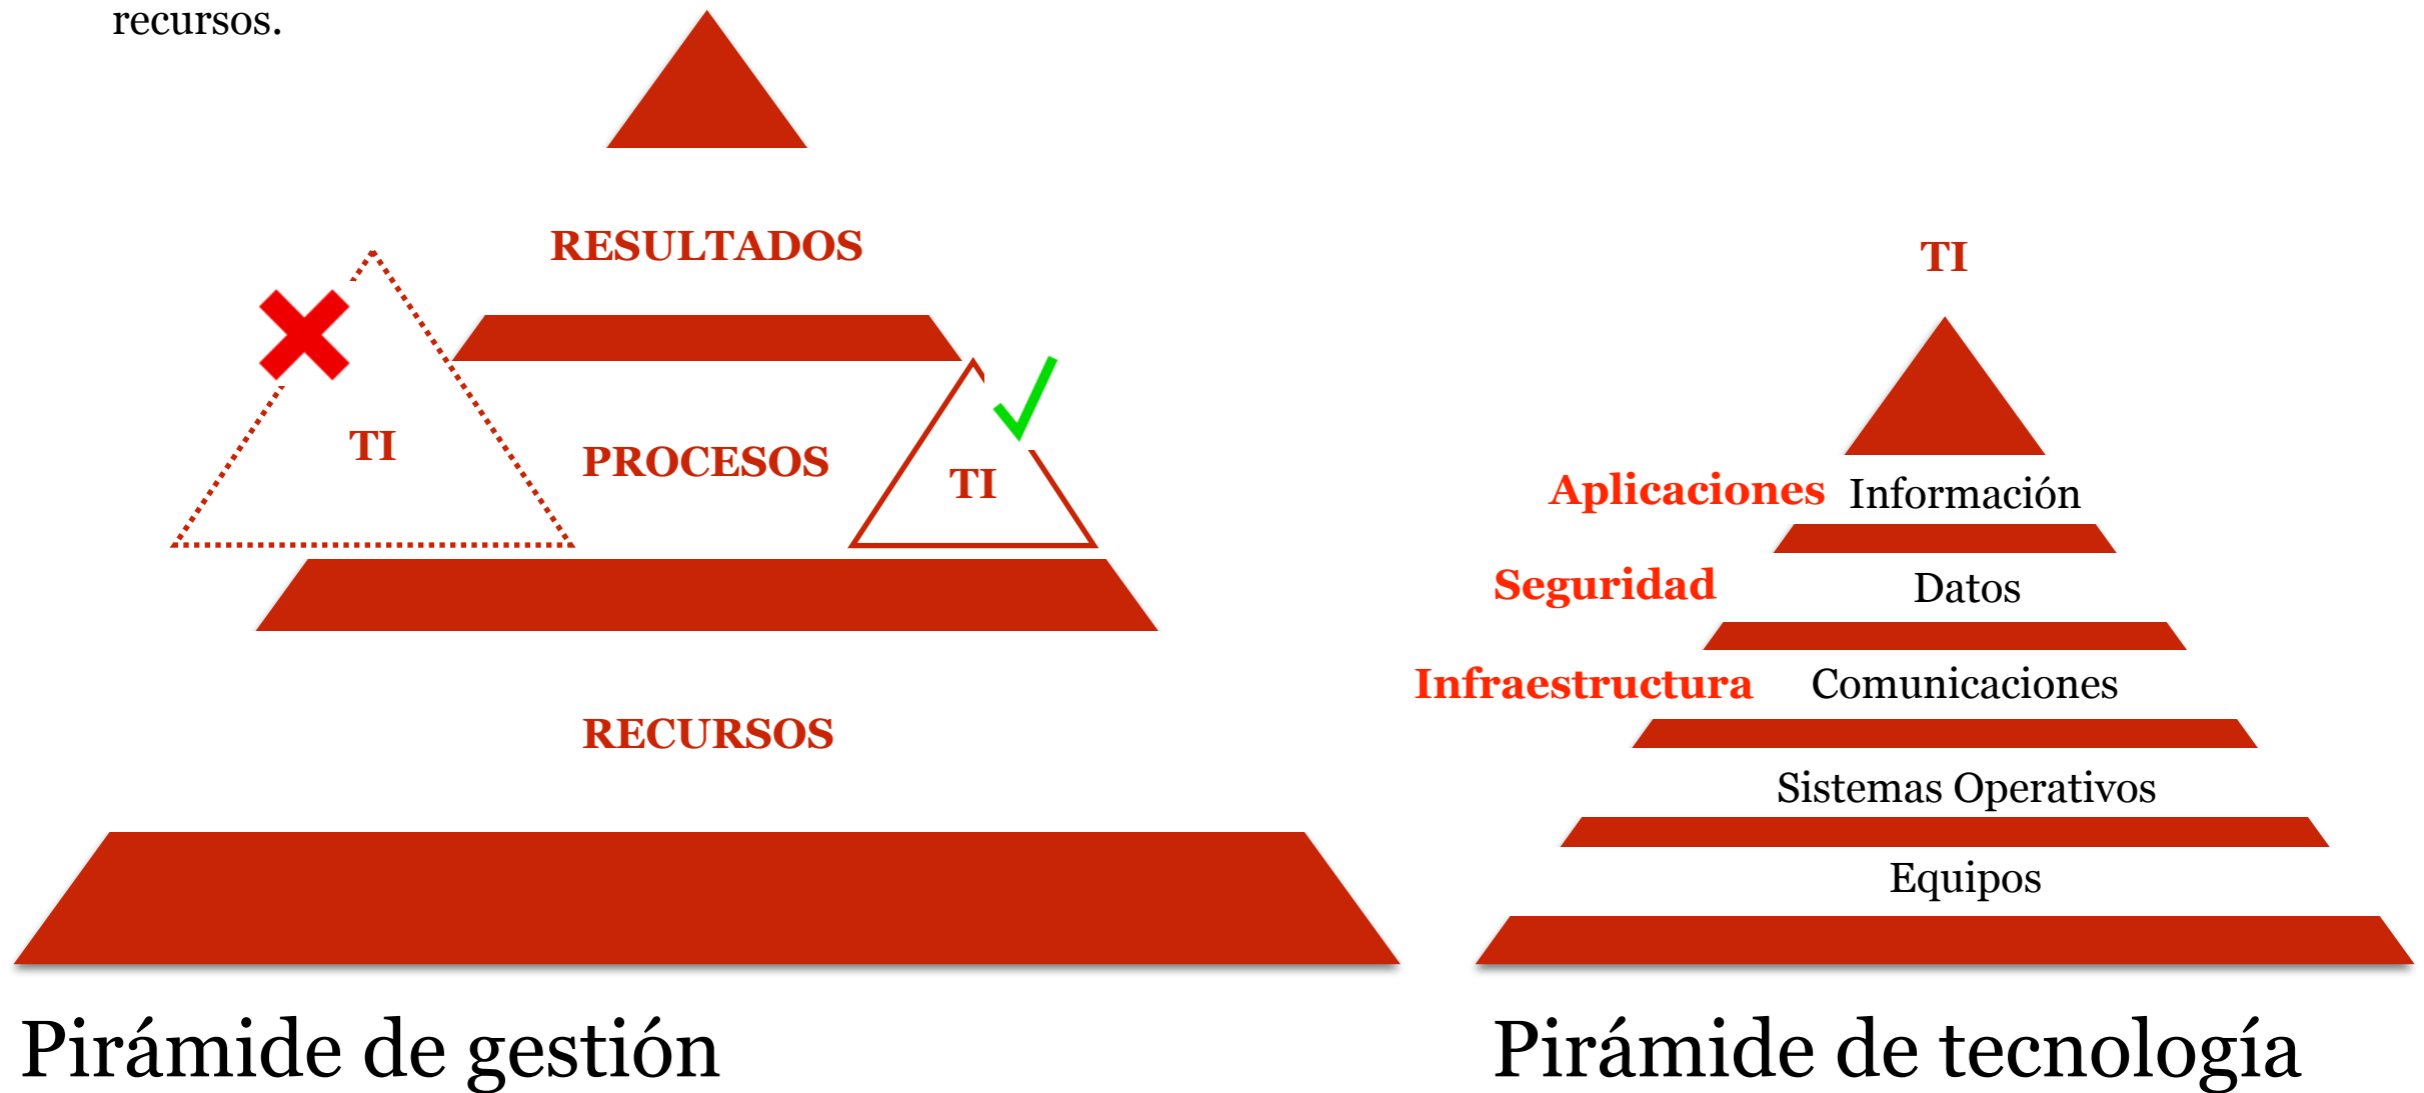 recursos.
RESULTADOS
TI
PROCESOS
TI
RECURSOS
Pirámide de gestión
TI
Aplicaciones Información
Seguridad Datos
Infraestructura Comunicaciones
Sistemas Operativos
Equipos
Pirámide de tecnología